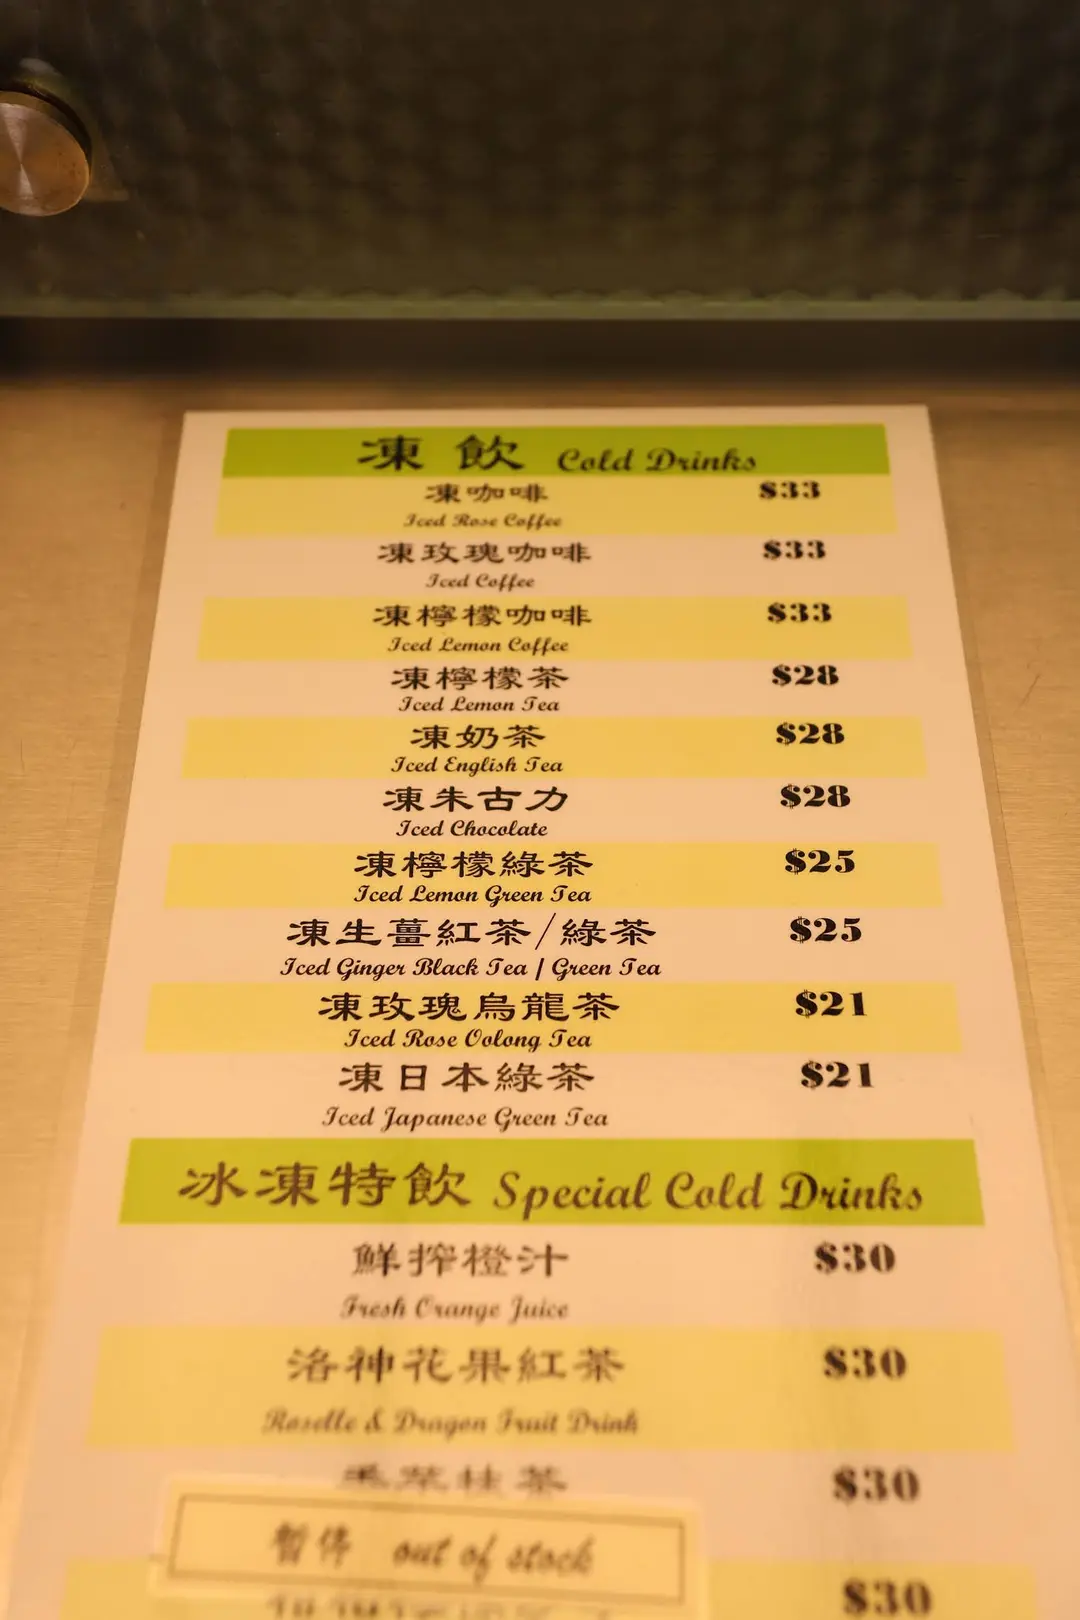 凍飲 Cold Drinks
凍咖啡 $33
Iced Rose Coffee
凍玫瑰咖啡 $33
Iced Coffee
凍檸檬咖啡 $33
Iced Lemon Coffee
凍檸檬茶 $28
Iced Lemon Tea
凍奶茶 $28
Iced English Tea
凍朱古力 $28
Iced Chocolate
凍檸檬綠茶 $25
Iced Lemon Green Tea
凍生薑紅茶/綠茶 $25
Iced Ginger Black Tea / Green Tea
凍玫瑰烏龍茶 $21
Iced Rose Oolong Tea
凍日本綠茶 $21
Iced Japanese Green Tea
冰凍特飲 Special Cold Drinks
鮮搾橙汁 $30
Fresh Orange Juice
洛神花果紅茶 $30
Roselle & Dragon Fruit Drink
茶 $30
暫停 out of stock
$30